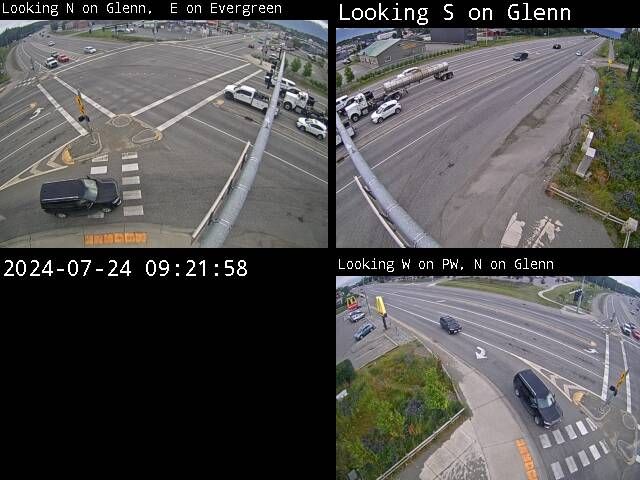 Looking N on Glenn,  E on Evergreen
Looking S on Glenn
2024-07-24 09:21:58
Looking W on PW, N on Glenn